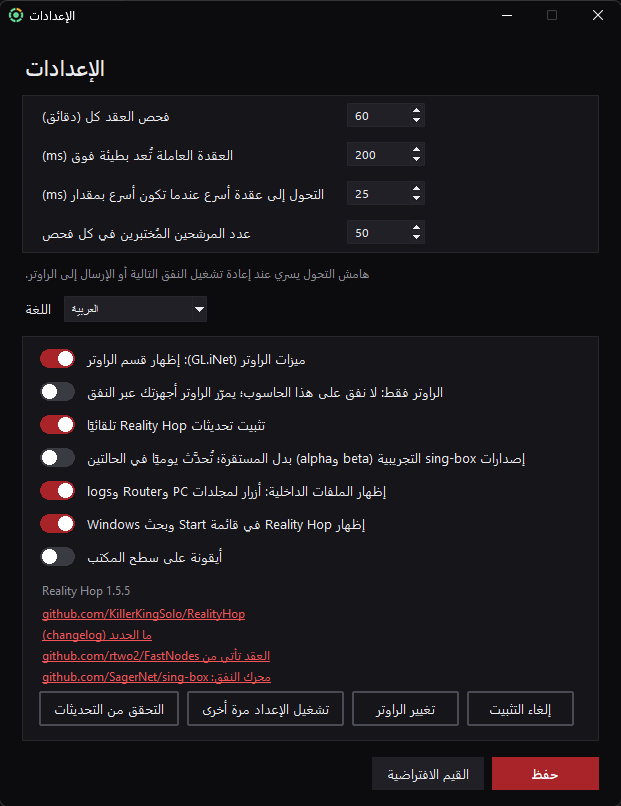 الإعدادات
الإعدادات
فحص العقد كل (دقائق)
60
العقدة العاملة تُعد بطيئة فوق (ms)
200
التحول إلى عقدة أسرع عندما تكون أسرع بمقدار (ms)
25
عدد المرشحين المُختبرين في كل فحص
50
هامش التحول يسري عند إعادة تشغيل النفق التالية أو الإرسال إلى الراوتر.
اللغة
العربية
ميزات الراوتر (GL.iNet): إظهار قسم الراوتر
الراوتر فقط: لا نفق على هذا الحاسوب؛ يمرّر الراوتر أجهزتك عبر النفق
تثبيت تحديثات Reality Hop تلقائيًا
إصدارات sing-box التجريبية (beta وalpha) بدل المستقرة؛ تُحدَّث يوميًا في الحالتين
إظهار الملفات الداخلية: أزرار لمجلدات PC وRouter وlogs
إظهار Reality Hop في قائمة Start وبحث Windows
أيقونة على سطح المكتب
Reality Hop 1.5.5
github.com/KillerKingSolo/RealityHop
ما الجديد (changelog)
العقد تأتي من github.com/rtwo2/FastNodes
محرك النفق: github.com/SagerNet/sing-box
التحقق من التحديثات
تشغيل الإعداد مرة أخرى
تغيير الراوتر
إلغاء التثبيت
القيم الافتراضية
حفظ